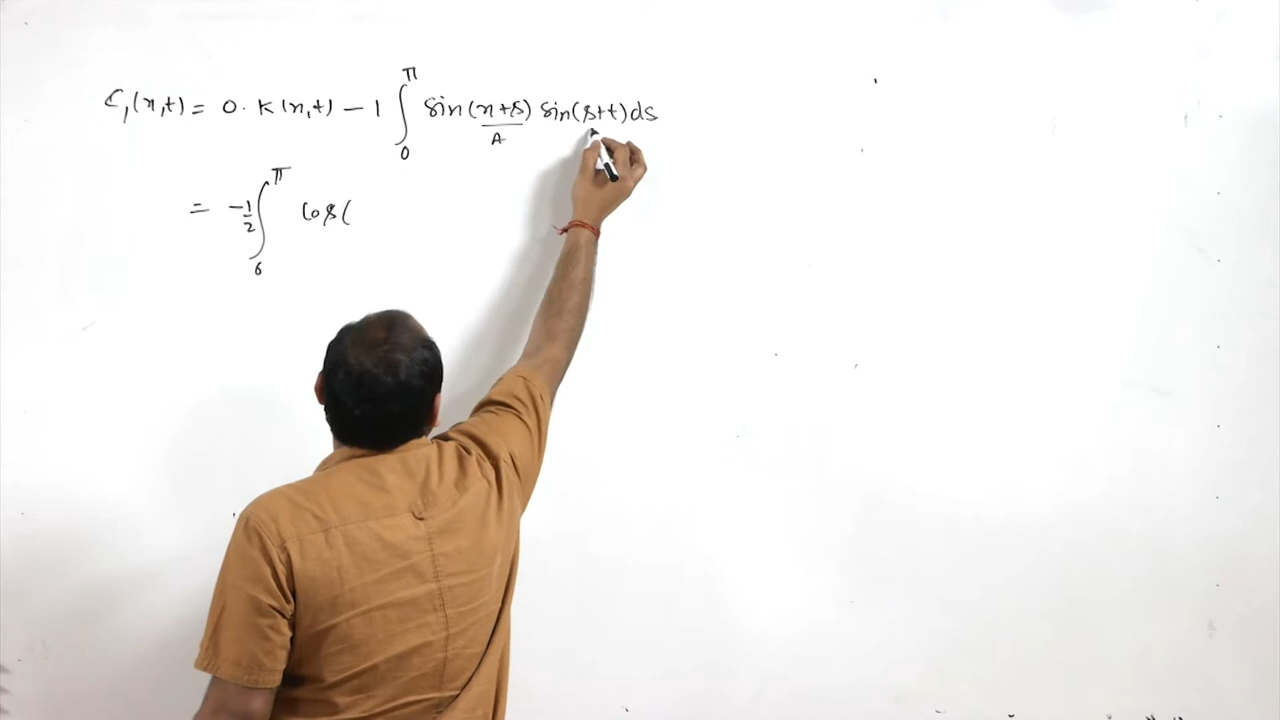 C₁(x,t) = 0. K(x,t) - 1 ∫₀^π sin(x+s) sin(s+t)ds
A
= -1/2 ∫₀^π Cos(